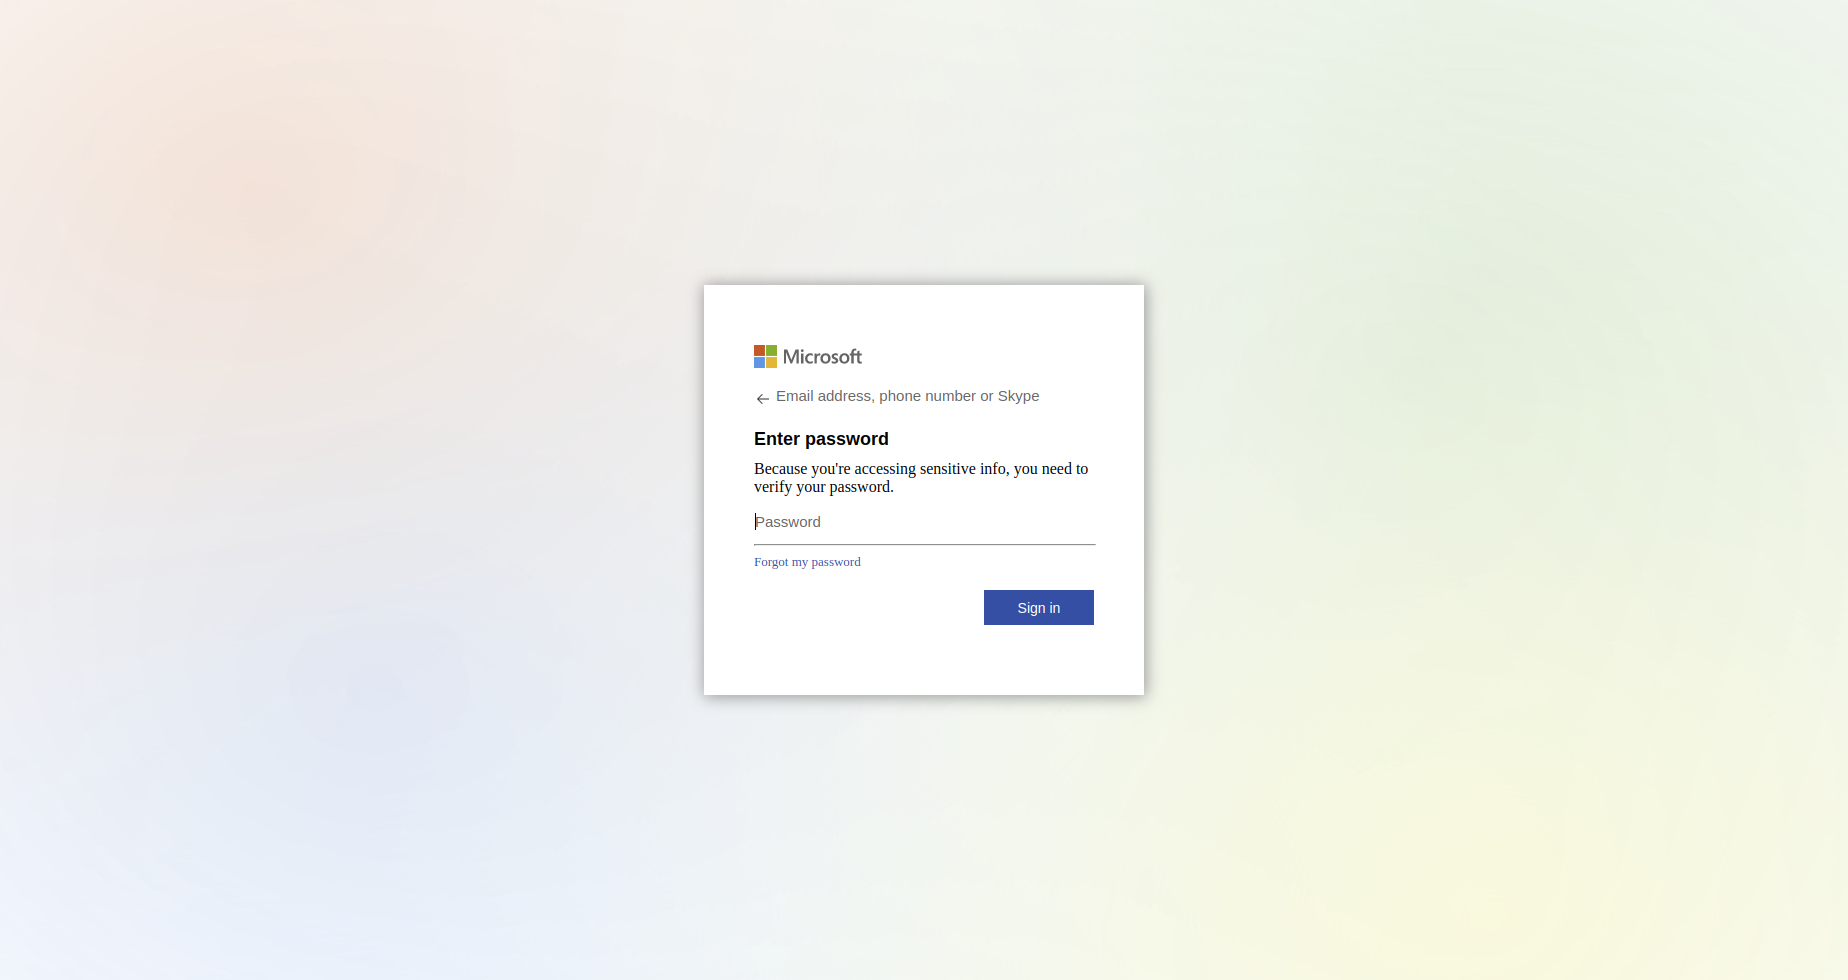 Microsoft
Email address, phone number or Skype
Enter password
Because you're accessing sensitive info, you need to
verify your password.
Password
Forgot my password
Sign in